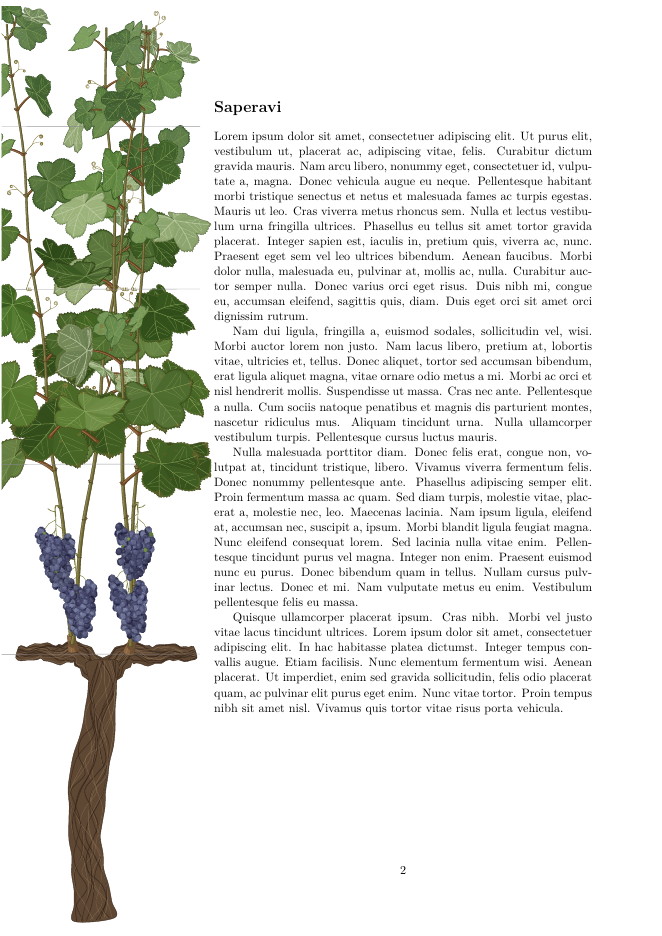 Saperavi
Lorem ipsum dolor sit amet, consectetuer adipiscing elit. Ut purus elit,
vestibulum ut, placerat ac, adipiscing vitae, felis. Curabitur dictum
gravida mauris. Nam arcu libero, nonummy eget, consectetuer id, vulpu-
tate a, magna. Donec vehicula augue eu neque. Pellentesque habitant
morbi tristique senectus et netus et malesuada fames ac turpis egestas.
Mauris ut leo. Cras viverra metus rhoncus sem. Nulla et lectus vestibu-
lum urna fringilla ultrices. Phasellus eu tellus sit amet tortor gravida
placerat. Integer sapien est, iaculis in, pretium quis, viverra ac, nunc.
Praesent eget sem vel leo ultrices bibendum. Aenean faucibus. Morbi
dolor nulla, malesuada eu, pulvinar at, mollis ac, nulla. Curabitur auc-
tor semper nulla. Donec varius orci eget risus. Duis nibh mi, congue
eu, accumsan eleifend, sagittis quis, diam. Duis eget orci sit amet orci
dignissim rutrum.
Nam dui ligula, fringilla a, euismod sodales, sollicitudin vel, wisi.
Morbi auctor lorem non justo. Nam lacus libero, pretium at, lobortis
vitae, ultricies et, tellus. Donec aliquet, tortor sed accumsan bibendum,
erat ligula aliquet magna, vitae ornare odio metus a mi. Morbi ac orci et
nisl hendrerit mollis. Suspendisse ut massa. Cras nec ante. Pellentesque
a nulla. Cum sociis natoque penatibus et magnis dis parturient montes,
nascetur ridiculus mus. Aliquam tincidunt urna. Nulla ullamcorper
vestibulum turpis. Pellentesque cursus luctus mauris.
Nulla malesuada porttitor diam. Donec felis erat, congue non, vo-
lutpat at, tincidunt tristique, libero. Vivamus viverra fermentum felis.
Donec nonummy pellentesque ante. Phasellus adipiscing semper elit.
Proin fermentum massa ac quam. Sed diam turpis, molestie vitae, plac-
erat a, molestie nec, leo. Maecenas lacinia. Nam ipsum ligula, eleifend
at, accumsan nec, suscipit a, ipsum. Morbi blandit ligula feugiat magna.
Nunc eleifend consequat lorem. Sed lacinia nulla vitae enim. Pellen-
tesque tincidunt purus vel magna. Integer non enim. Praesent euismod
nunc eu purus. Donec bibendum quam in tellus. Nullam cursus pulv-
inar lectus. Donec et mi. Nam vulputate metus eu enim. Vestibulum
pellentesque felis eu massa.
Quisque ullamcorper placerat ipsum. Cras nibh. Morbi vel justo
vitae lacus tincidunt ultrices. Lorem ipsum dolor sit amet, consectetuer
adipiscing elit. In hac habitasse platea dictumst. Integer tempus con-
vallis augue. Etiam facilisis. Nunc elementum fermentum wisi. Aenean
placerat. Ut imperdiet, enim sed gravida sollicitudin, felis odio placerat
quam, ac pulvinar elit purus eget enim. Nunc vitae tortor. Proin tempus
nibh sit amet nisl. Vivamus quis tortor vitae risus porta vehicula.
2